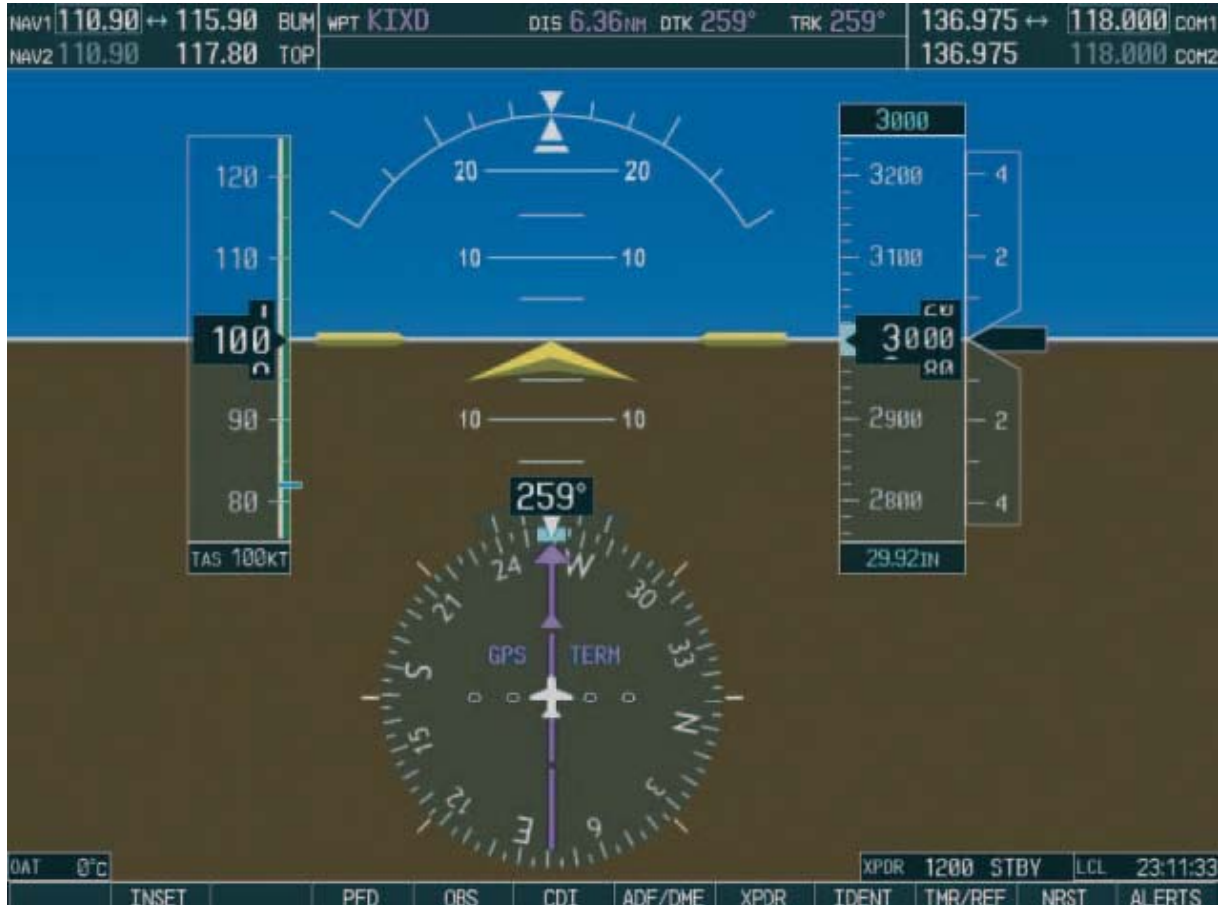 NAV1 110.90 ↔ 115.90 BUM WPT KIXD DIS 6.36NM DTK 259° TRK 259° 136.975 ↔ 118.000 COM1
NAV2 110.90 117.80 TOP 136.975 118.000 COM2
3000
20 20
120 3200 4
10 10
110 3100 2
100 3000
80
10 10
90 2900 2
259°
80 2800 4
TAS 100KT 29.92IN
24 W
21 30
GPS TERM 33
S
N
15
12 3
E 6
OAT 0°C XPDR 1200 STBY LCL 23:11:33
INSET PFD OBS CDI ADF/DME XPDR IDENT TMR/REF NRST ALERTS